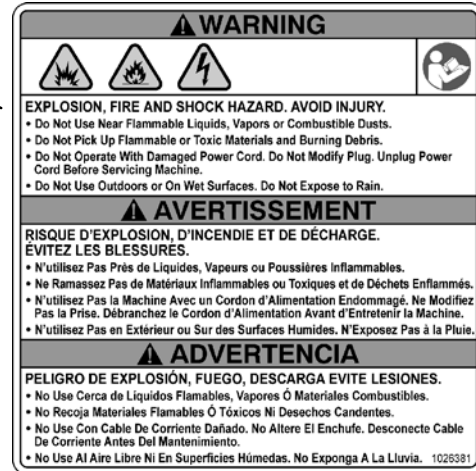 WARNING
EXPLOSION, FIRE AND SHOCK HAZARD. AVOID INJURY.
• Do Not Use Near Flammable Liquids, Vapors or Combustible Dusts.
• Do Not Pick Up Flammable or Toxic Materials and Burning Debris.
• Do Not Operate With Damaged Power Cord. Do Not Modify Plug. Unplug Power
Cord Before Servicing Machine.
• Do Not Use Outdoors or On Wet Surfaces. Do Not Expose to Rain.
AVERTISSEMENT
RISQUE D'EXPLOSION, D'INCENDIE ET DE DÉCHARGE.
ÉVITEZ LES BLESSURES.
• N'utilisez Pas Près de Liquides, Vapeurs ou Poussières Inflammables.
• Ne Ramassez Pas de Matériaux Inflammables ou Toxiques et de Déchets Enflammés.
• N'utilisez Pas la Machine Avec un Cordon d'Alimentation Endommagé. Ne Modifiez
Pas la Prise. Débranchez le Cordon d'Alimentation Avant d'Entretenir la Machine.
• N'utilisez Pas en Extérieur ou Sur des Surfaces Humides. N'Exposez Pas à la Pluie.
ADVERTENCIA
PELIGRO DE EXPLOSIÓN, FUEGO, DESCARGA EVITE LESIONES.
• No Use Cerca de Líquidos Flamables, Vapores Ó Materiales Combustibles.
• No Recoja Materiales Flamables Ó Tóxicos Ni Desechos Candentes.
• No Use Con Cable De Corriente Dañado. No Altere El Enchufe. Desconecte Cable
De Corriente Antes Del Mantenimiento.
• No Use Al Aire Libre Ni En Superficies Húmedas. No Exponga A La Lluvia. 1026381